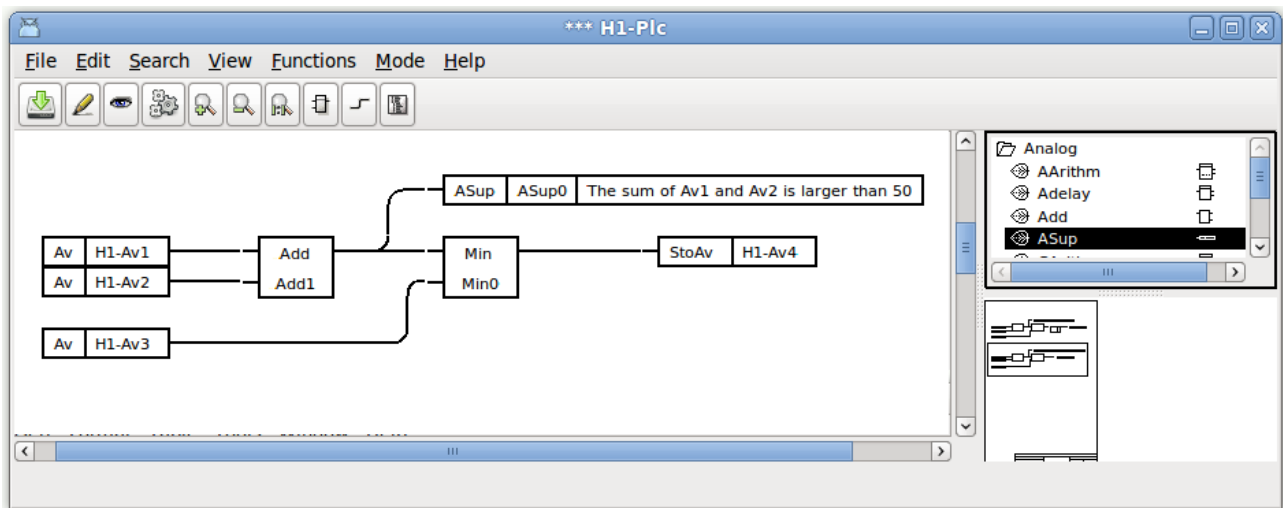 *** H1-Plc
File Edit Search View Functions Mode Help
Analog
AArithm
Adelay
Add
ASup
ASup ASup0 The sum of Av1 and Av2 is larger than 50
Av H1-Av1
Av H1-Av2
Add
Add1
Min
Min0
StoAv H1-Av4
Av H1-Av3